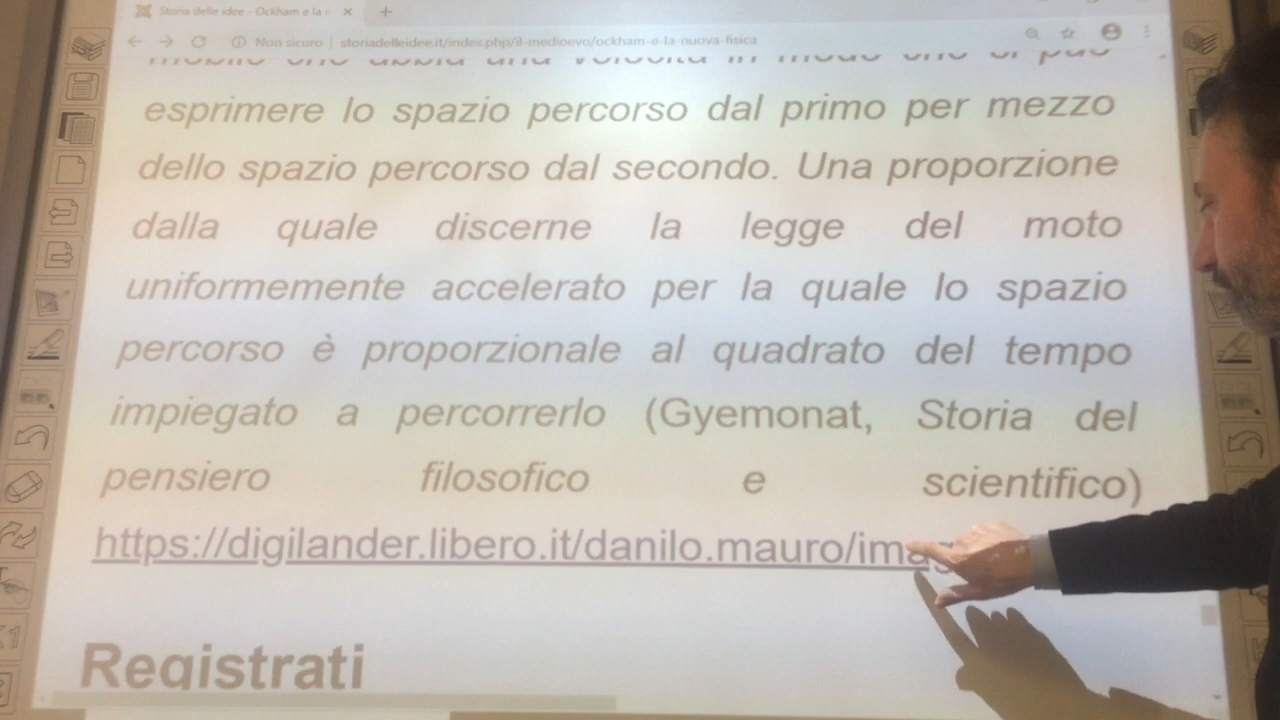 Storia delle idee - Ockham e la r
Non sicuro | storiadelleidee.it/index.php/il-medioevo/ockham-e-la-nuova-fisica
esprimere lo spazio percorso dal primo per mezzo
dello spazio percorso dal secondo. Una proporzione
dalla quale discerne la legge del moto
uniformemente accelerato per la quale lo spazio
percorso è proporzionale al quadrato del tempo
impiegato a percorrerlo (Gyemonat, Storia del
pensiero filosofico e scientifico)
https://digilander.libero.it/danilo.mauro/imag
Registrati